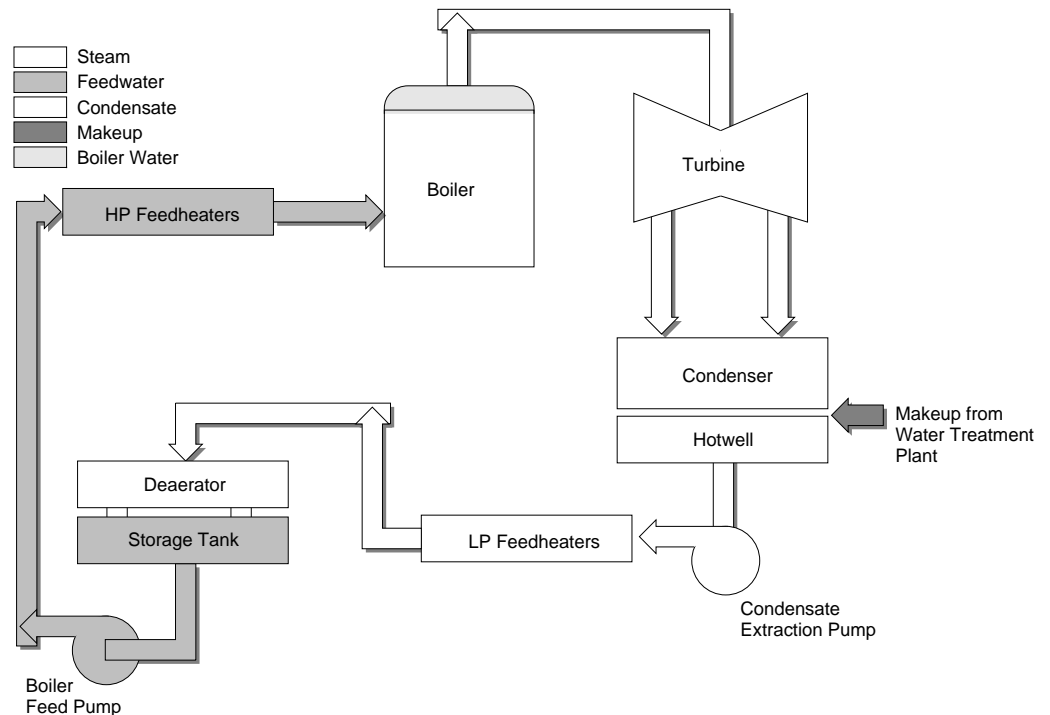 Steam
Feedwater
Condensate
Makeup
Boiler Water
HP Feedheaters
Boiler
Turbine
Condenser
Hotwell
Makeup from
Water Treatment
Plant
Deaerator
Storage Tank
LP Feedheaters
Condensate
Extraction Pump
Boiler
Feed Pump